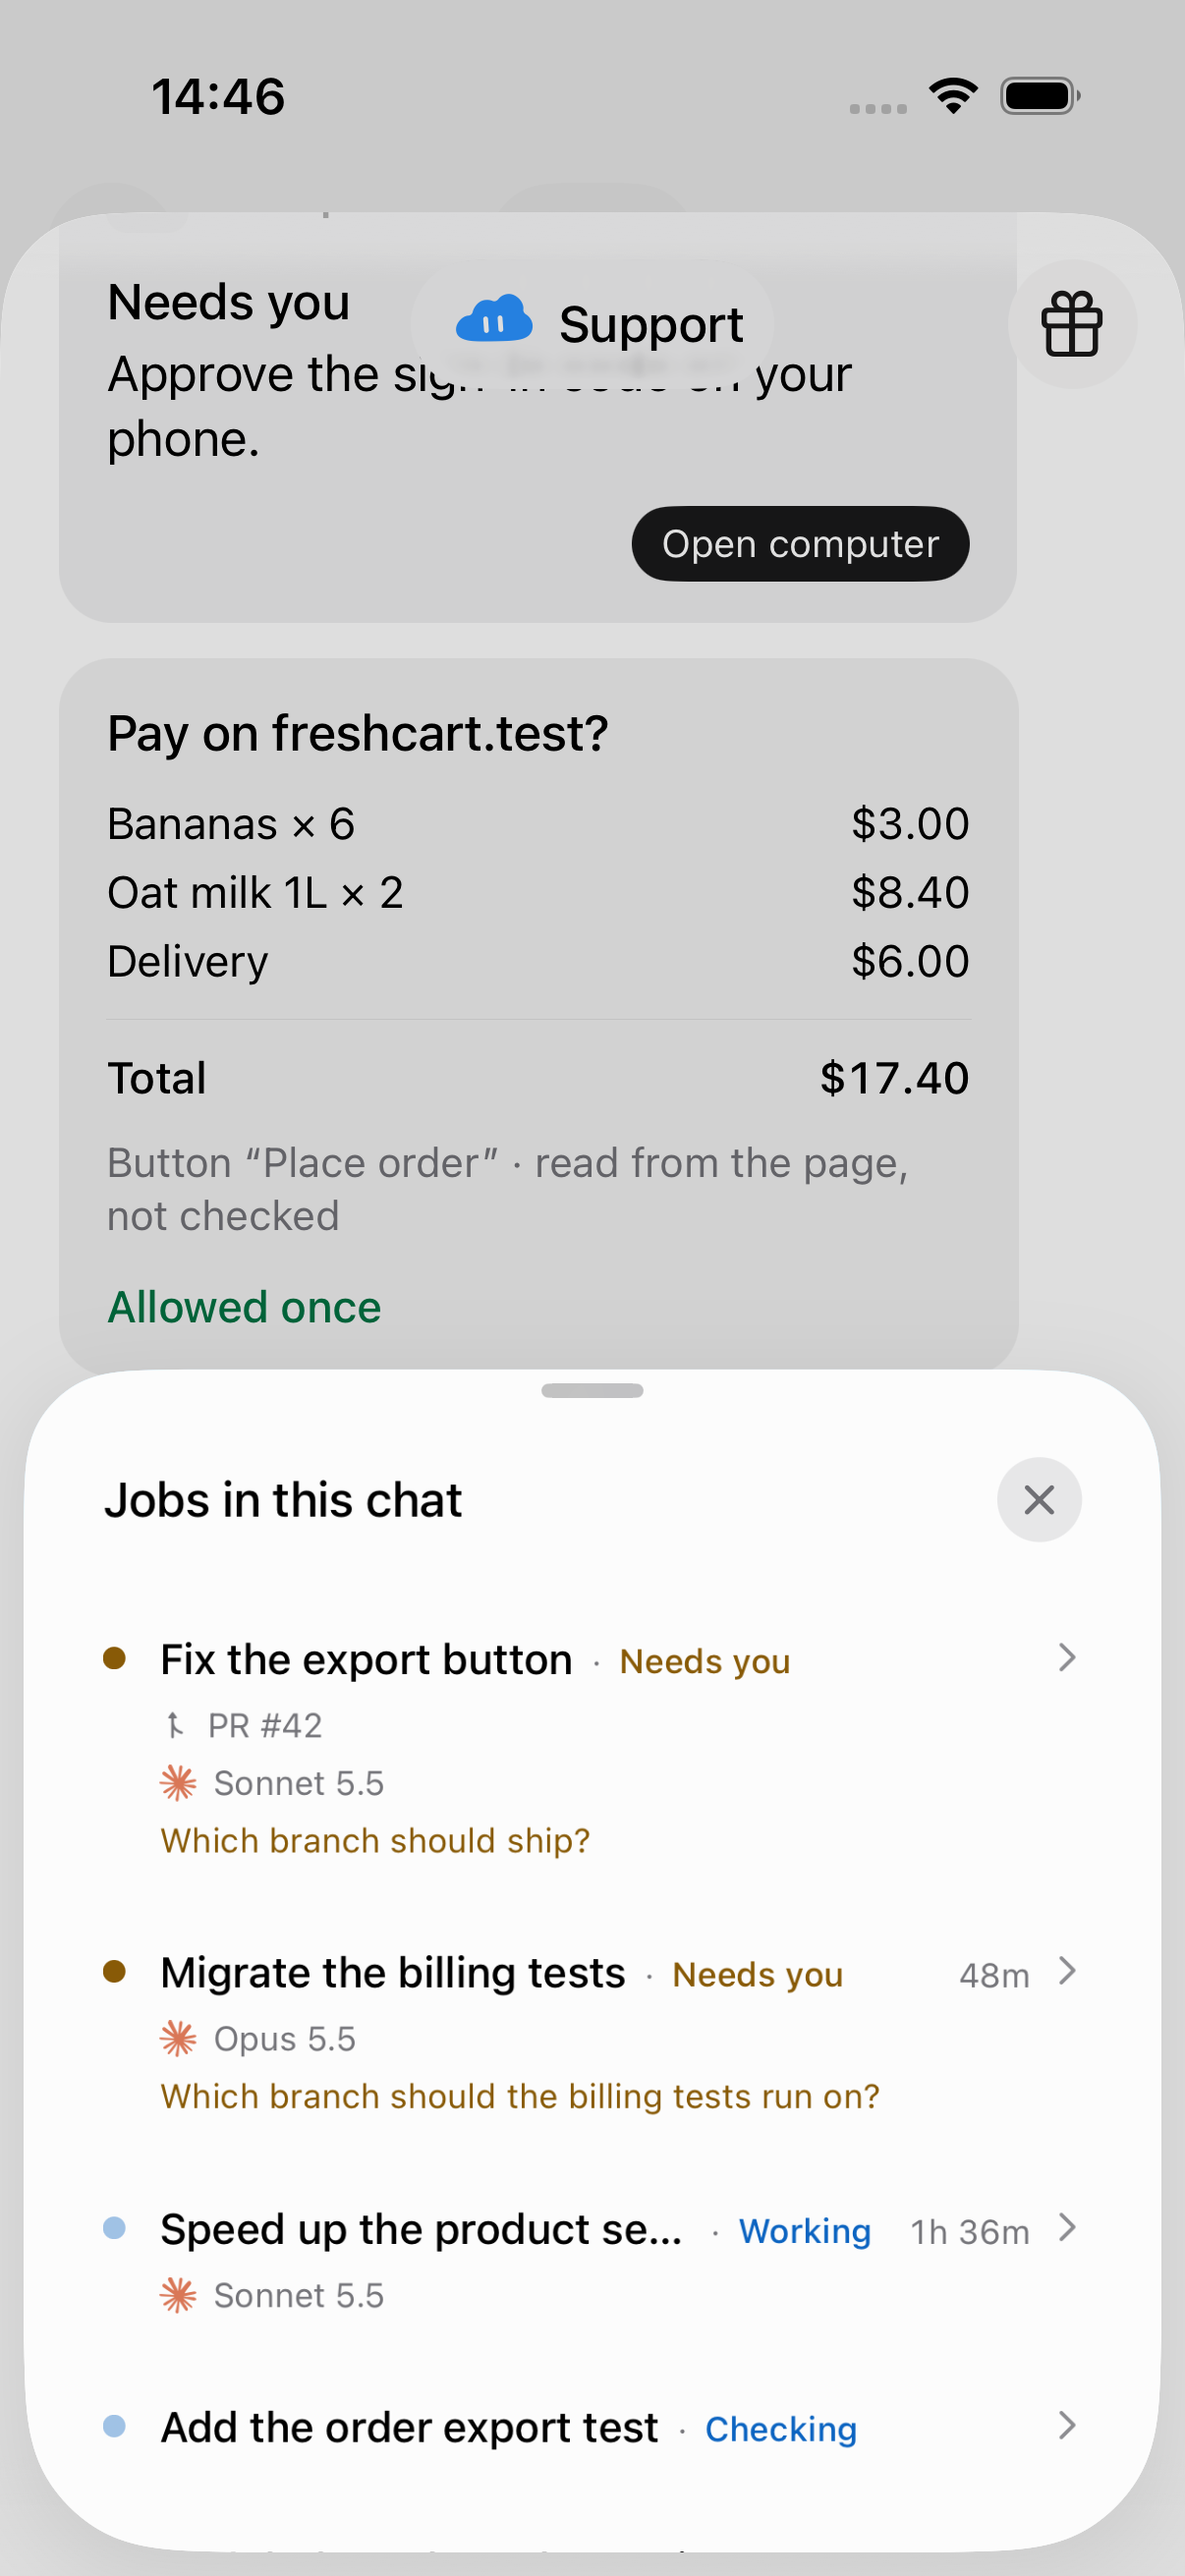 14:46
Needs you
Support
Approve the sign-in code on your
phone.
Open computer
Pay on freshcart.test?
Bananas × 6 $3.00
Oat milk 1L × 2 $8.40
Delivery $6.00
Total $17.40
Button “Place order” · read from the page,
not checked
Allowed once
Jobs in this chat
Fix the export button · Needs you
PR #42
Sonnet 5.5
Which branch should ship?
Migrate the billing tests · Needs you 48m
Opus 5.5
Which branch should the billing tests run on?
Speed up the product se... · Working 1h 36m
Sonnet 5.5
Add the order export test · Checking